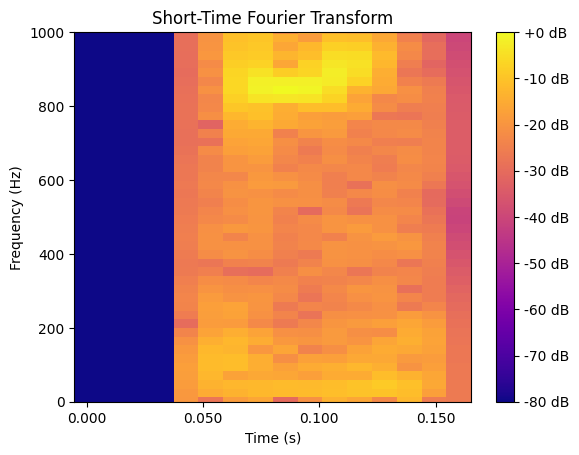 Short-Time Fourier Transform
Frequency (Hz)
1000
800
600
400
200
0
0.000
0.050
0.100
0.150
Time (s)
+0 dB
-10 dB
-20 dB
-30 dB
-40 dB
-50 dB
-60 dB
-70 dB
-80 dB